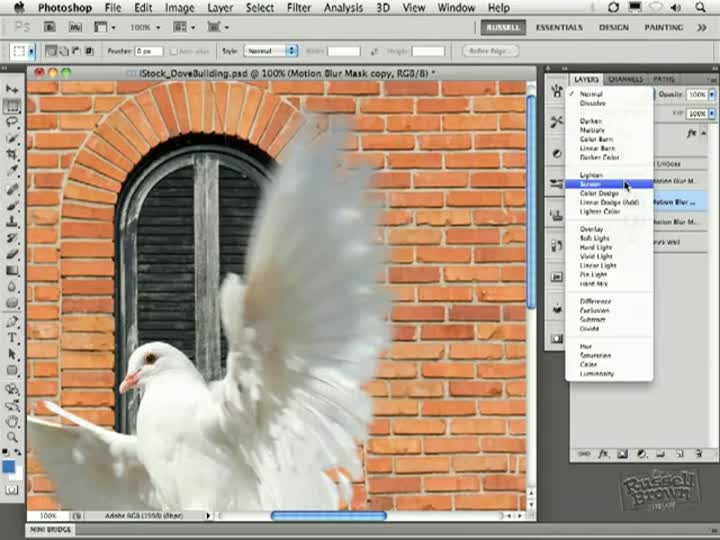 Photoshop File Edit Image Layer Select Filter Analysis 3D View Window Help
Ps Br Mb 100% RUSSELL ESSENTIALS DESIGN PAINTING
Feather: 0 px Anti-alias Style: Normal Width: Height: Refine Edge...
iStock_DoveBuilding.psd @ 100% (Motion Blur Mask copy, RGB/8) *
LAYERS CHANNELS PATHS
Normal Opacity: 100%
Dissolve
Fill: 100%
Darken
Multiply
Color Burn
Linear Burn
Darker Color
Emboss
Lighten
Screen Motion Blur M...
Color Dodge
Linear Dodge (Add) Motion Blur ...
Lighter Color
Motion Blur M...
Overlay
Soft Light
Hard Light Brick Wall
Vivid Light
Linear Light
Pin Light
Hard Mix
Difference
Exclusion
Subtract
Divide
Hue
Saturation
Color
Luminosity
Russell
Brown
100% Adobe RGB (1998) (8bpc)
MINI BRIDGE